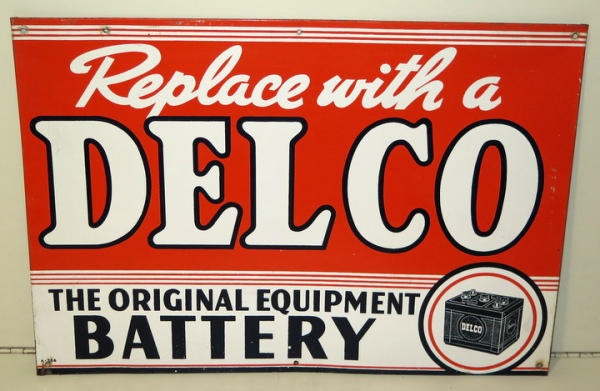 Replace with a
DELCO
THE ORIGINAL EQUIPMENT
BATTERY
DELCO